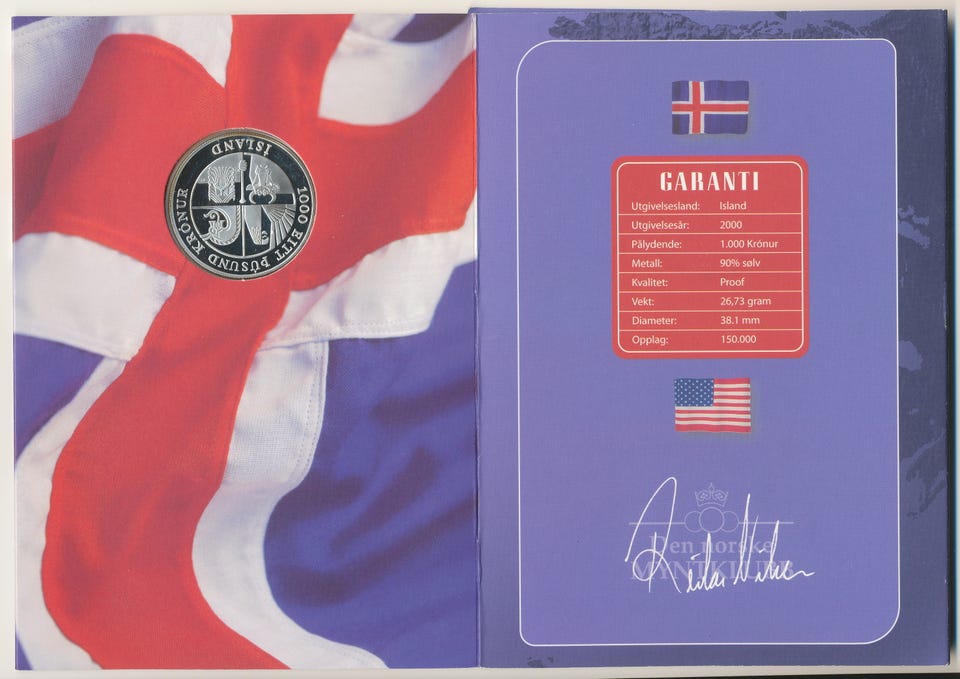 ÍSLAND
1000 EITT ÞÚSUND KRÓNUR
GARANTI
Utgivelsesland: Island
Utgivelsesår: 2000
Pålydende: 1.000 Krónur
Metall: 90% sølv
Kvalitet: Proof
Vekt: 26,73 gram
Diameter: 38.1 mm
Opplag: 150.000
Den norske
MYNTKLUBB